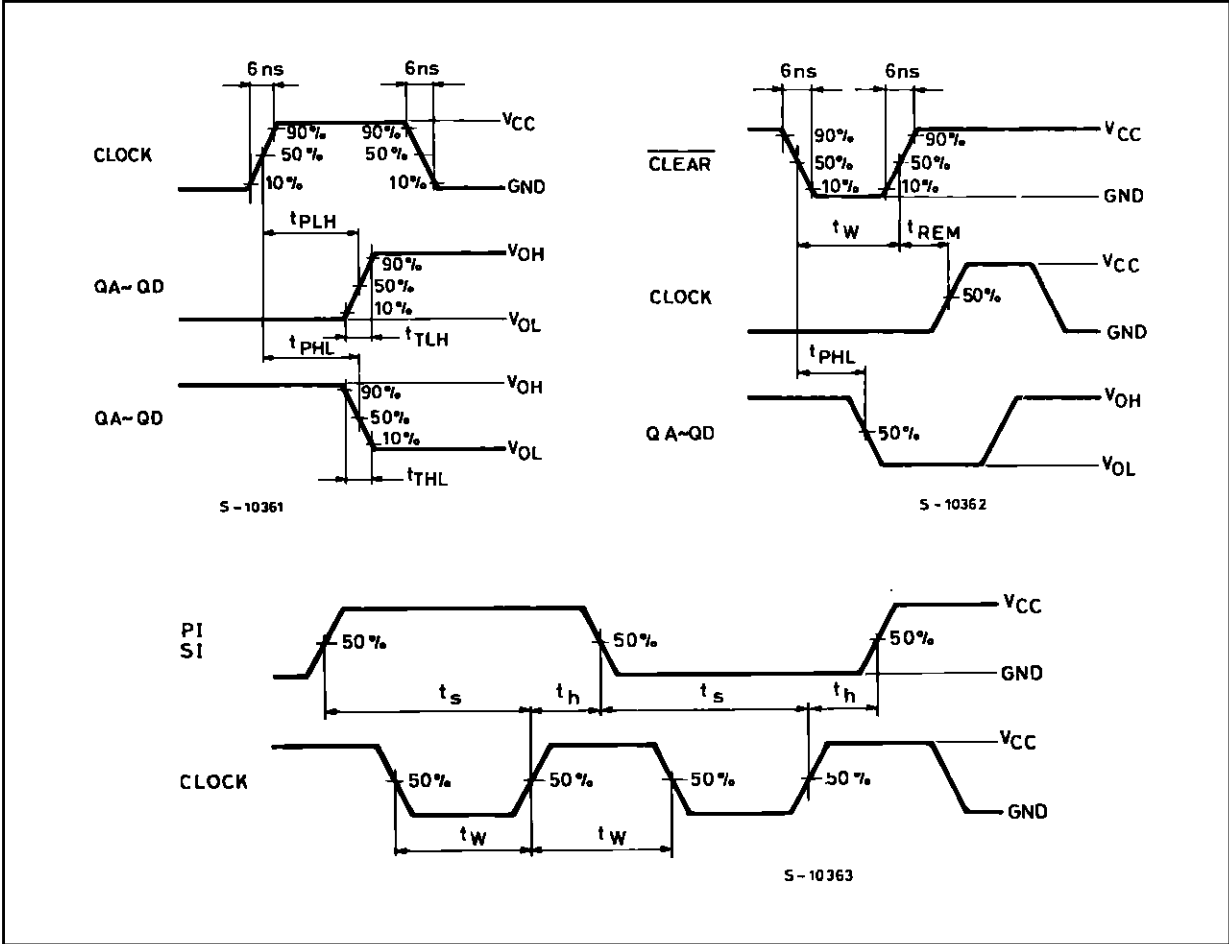 6ns 6ns
VCC
90% 90%
CLOCK 50% 50%
10% 10%
GND
tPLH
VOH
90%
QA~QD 50%
10%
VOL
tTLH
tPHL
VOH
90%
QA~QD 50%
10%
VOL
tTHL
S-10361
6ns 6ns
VCC
90% 90%
CLEAR 50% 50%
10% 10%
GND
tW tREM
VCC
CLOCK 50%
GND
tPHL
VOH
QA~QD 50%
VOL
S-10362
VCC
PI
SI
50% 50% 50%
GND
ts th ts th
VCC
CLOCK 50% 50% 50% 50%
GND
tW tW
S-10363